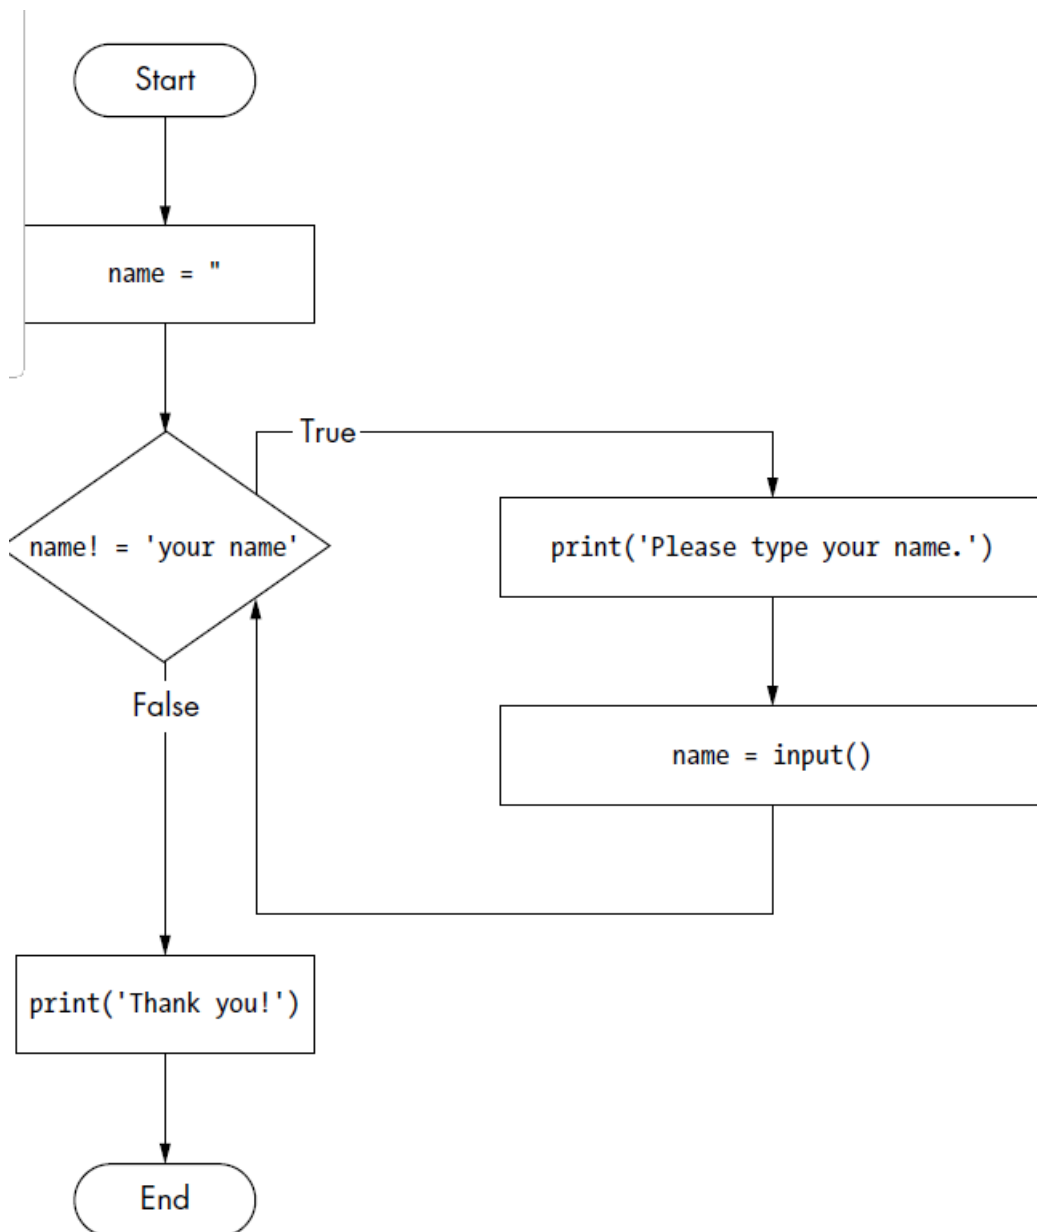 Start
name = "
name! = 'your name'
True
print('Please type your name.')
name = input()
False
print('Thank you!')
End